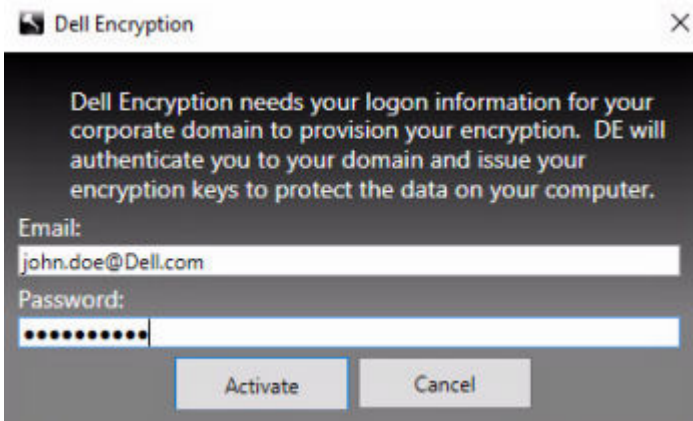 Dell Encryption
Dell Encryption needs your logon information for your
corporate domain to provision your encryption. DE will
authenticate you to your domain and issue your
encryption keys to protect the data on your computer.
Email:
john.doe@Dell.com
Password:
●●●●●●●●●●
Activate Cancel